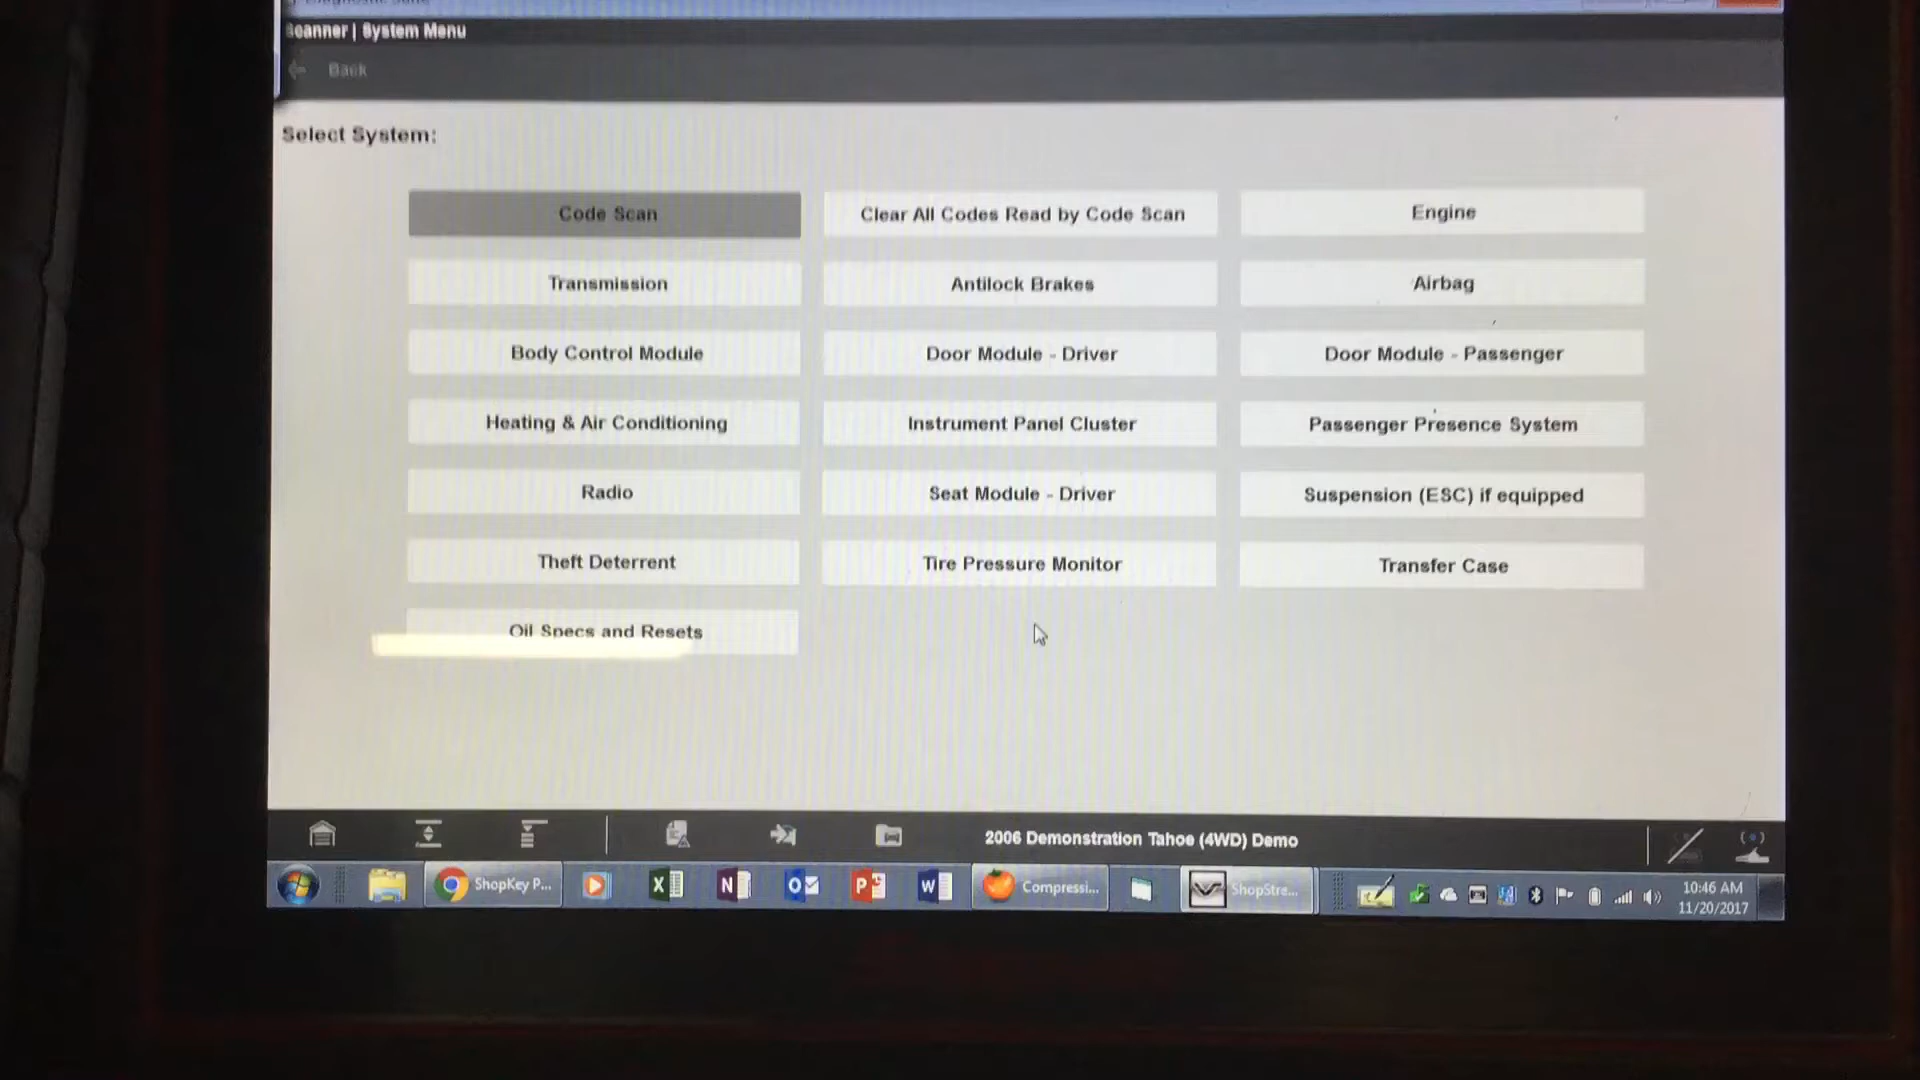 Scanner | System Menu
Back
Select System:
Code Scan
Clear All Codes Read by Code Scan
Engine
Transmission
Antilock Brakes
Airbag
Body Control Module
Door Module - Driver
Door Module - Passenger
Heating & Air Conditioning
Instrument Panel Cluster
Passenger Presence System
Radio
Seat Module - Driver
Suspension (ESC) if equipped
Theft Deterrent
Tire Pressure Monitor
Transfer Case
Oil Specs and Resets
2006 Demonstration Tahoe (4WD) Demo
ShopKey P...
Compressi...
ShopStre...
10:46 AM
11/20/2017